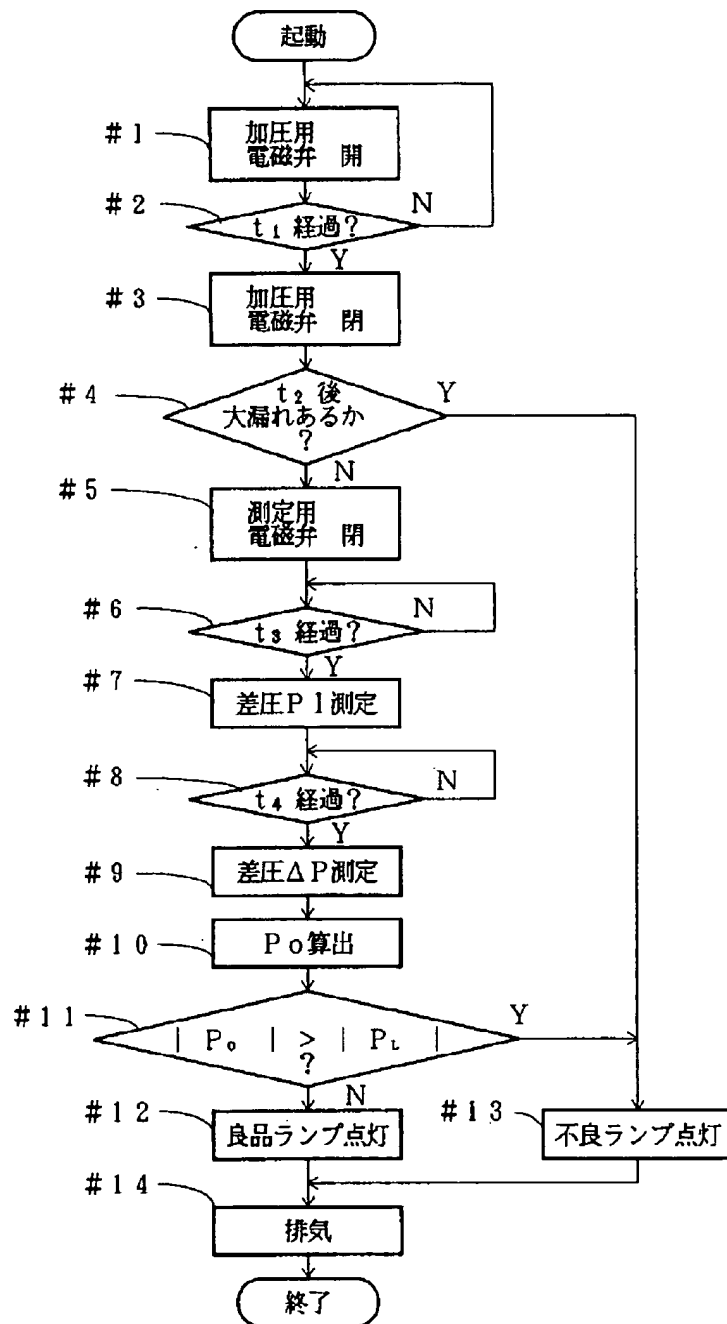 起動
#1
加圧用
電磁弁 開
#2
t₁ 経過?
N
Y
#3
加圧用
電磁弁 閉
#4
t₂ 後
大漏れあるか
?
Y
N
#5
測定用
電磁弁 閉
#6
t₃ 経過?
N
Y
#7
差圧P1測定
#8
t₄ 経過?
N
Y
#9
差圧ΔP測定
#10
Po算出
#11
| P₀ | > | P_L |
?
Y
N
#12
良品ランプ点灯
#13
不良ランプ点灯
#14
排気
終了